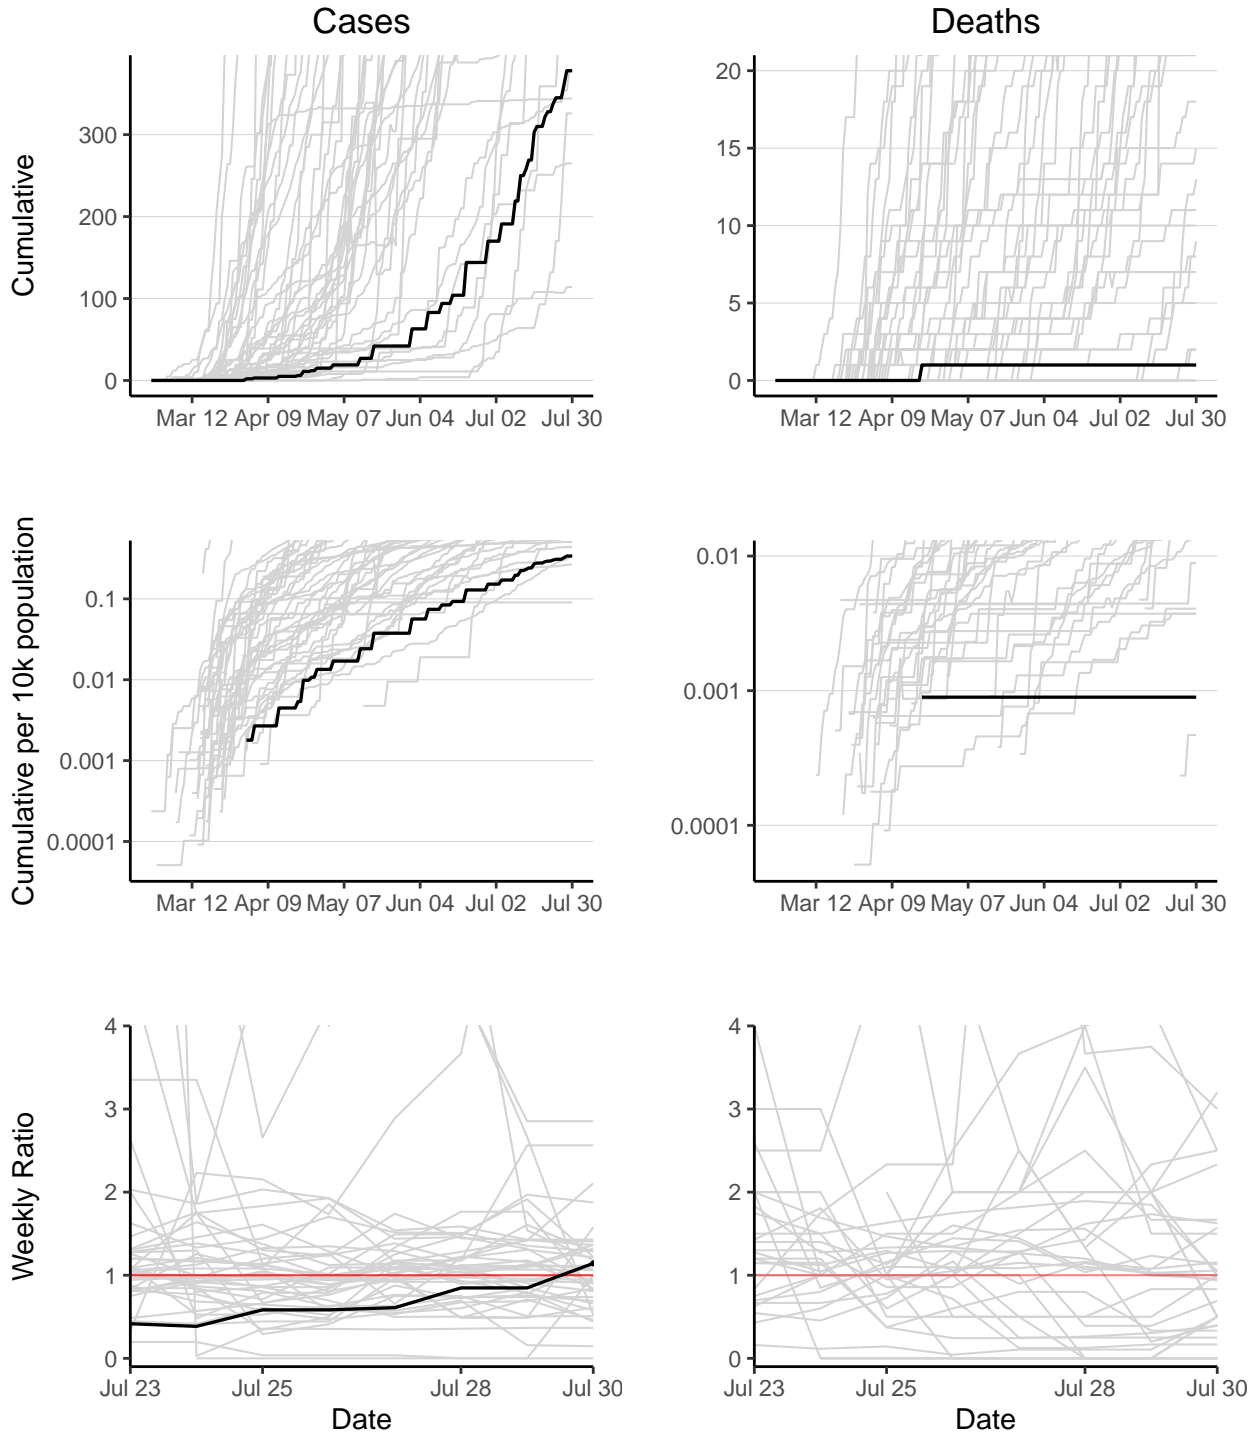 Cases
Deaths
Cumulative
300
200
100
0
Mar 12 Apr 09 May 07 Jun 04 Jul 02 Jul 30
20
15
10
5
0
Mar 12 Apr 09 May 07 Jun 04 Jul 02 Jul 30
Cumulative per 10k population
0.1
0.01
0.001
0.0001
Mar 12 Apr 09 May 07 Jun 04 Jul 02 Jul 30
0.01
0.001
0.0001
Mar 12 Apr 09 May 07 Jun 04 Jul 02 Jul 30
Weekly Ratio
4
3
2
1
0
Jul 23 Jul 25 Jul 28 Jul 30
Date
4
3
2
1
0
Jul 23 Jul 25 Jul 28 Jul 30
Date